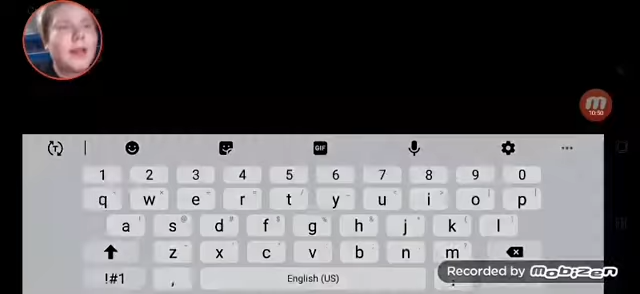 10:50
GIF
1 2 3 4 5 6 7 8 9 0
q w e r t y u i o p
a s d f g h j k l
z x c v b n m
!#1 , English (US)
Recorded by mobizen